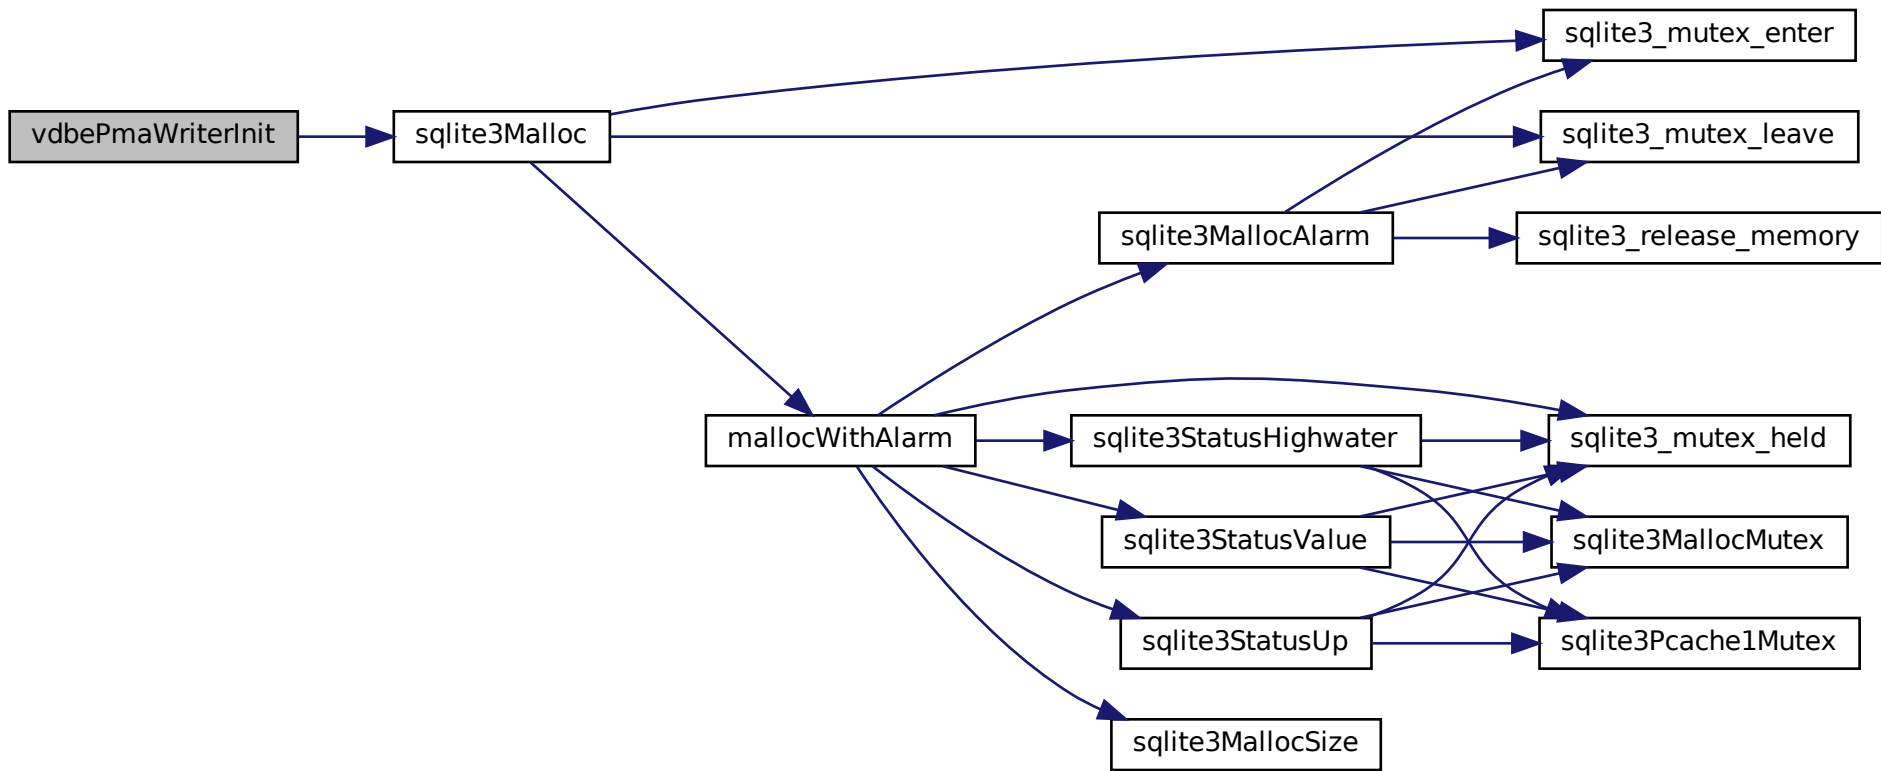 vdbePmaWriterInit
sqlite3Malloc
sqlite3_mutex_enter
sqlite3_mutex_leave
sqlite3MallocAlarm
sqlite3_release_memory
mallocWithAlarm
sqlite3StatusHighwater
sqlite3_mutex_held
sqlite3StatusValue
sqlite3MallocMutex
sqlite3StatusUp
sqlite3Pcache1Mutex
sqlite3MallocSize